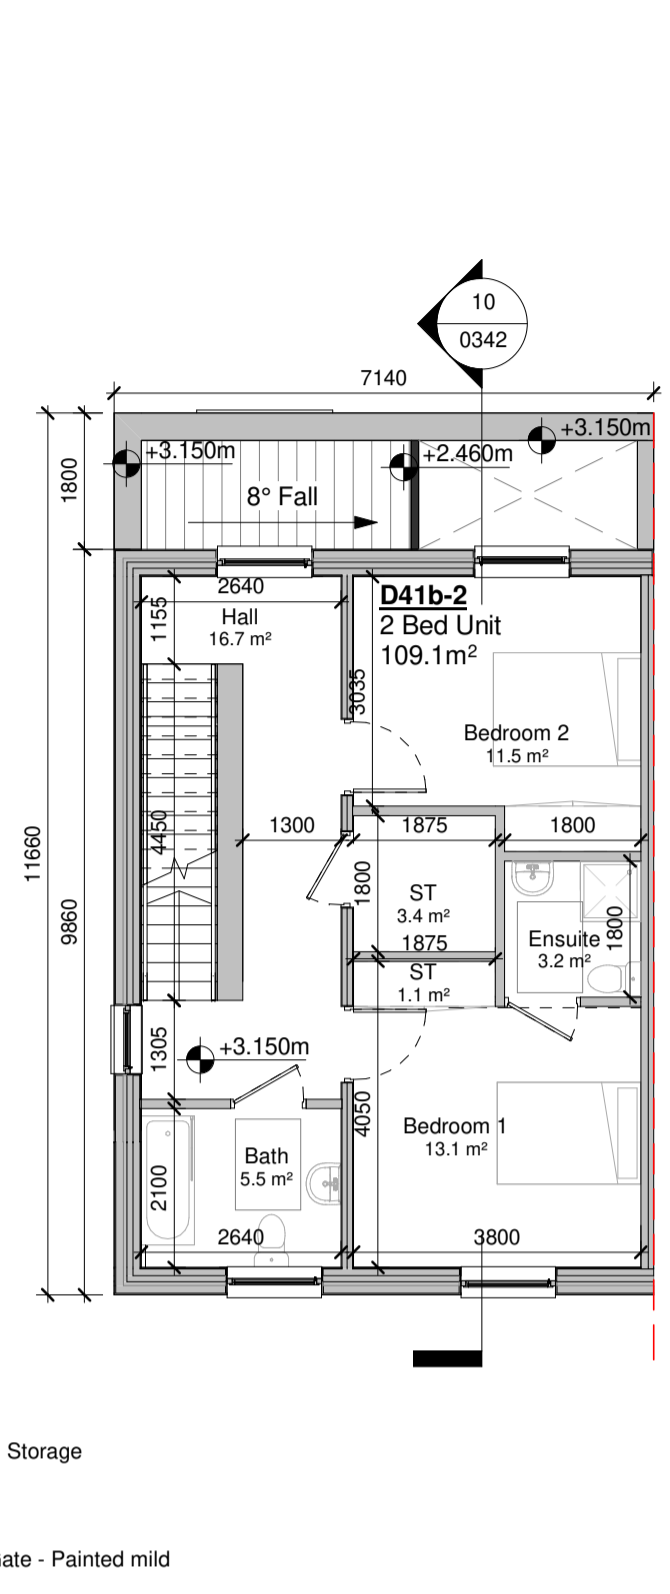 10
0342
7140
+3.150m
+3.150m
+2.460m
1800
8° Fall
2640
D41b-2
2 Bed Unit
109.1m²
Hall
16.7 m²
1155
3035
Bedroom 2
11.5 m²
1300
1875
1800
4450
11660
9860
1800
ST
3.4 m²
1875
Ensuite
3.2 m²
1800
ST
1.1 m²
1305
+3.150m
4050
Bedroom 1
13.1 m²
Bath
5.5 m²
2100
2640
3800
Storage
ate - Painted mild